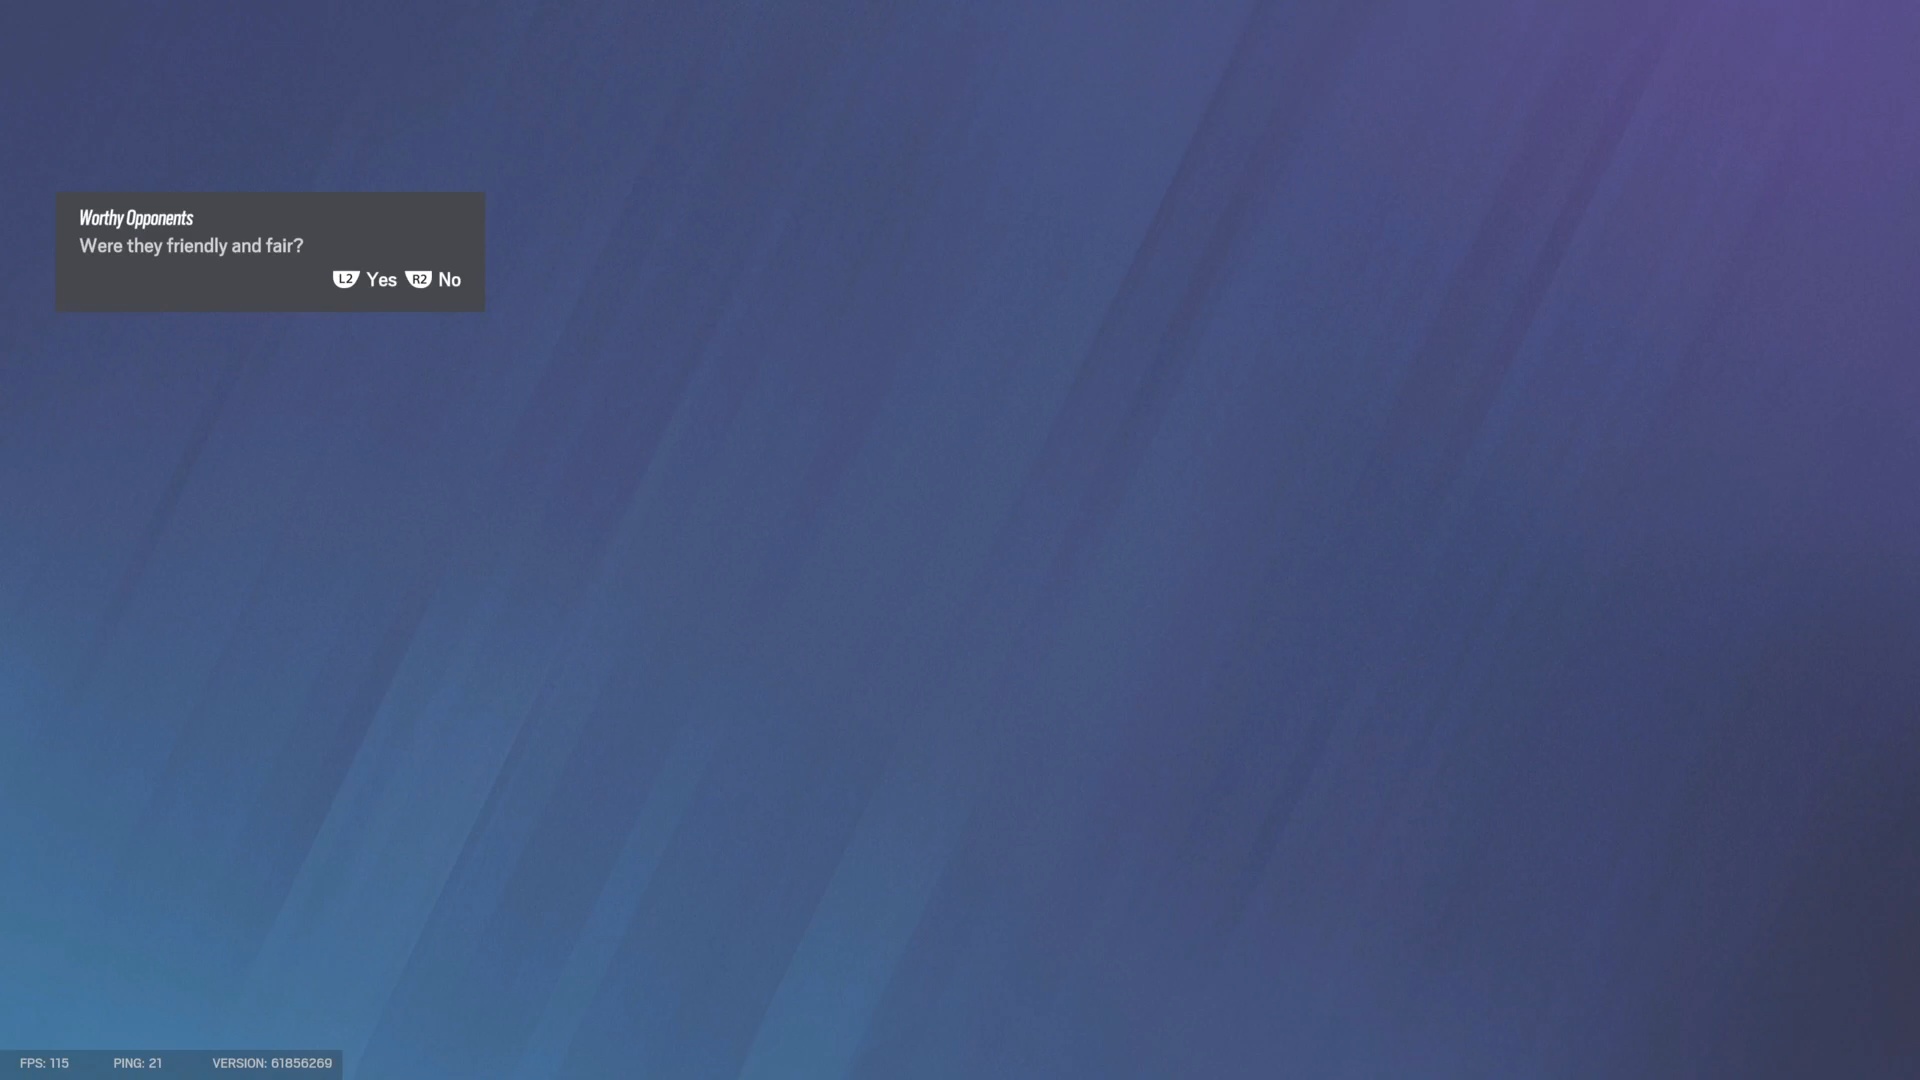 Worthy Opponents
Were they friendly and fair?
L2 Yes R2 No
FPS: 115 PING: 21 VERSION: 61856269